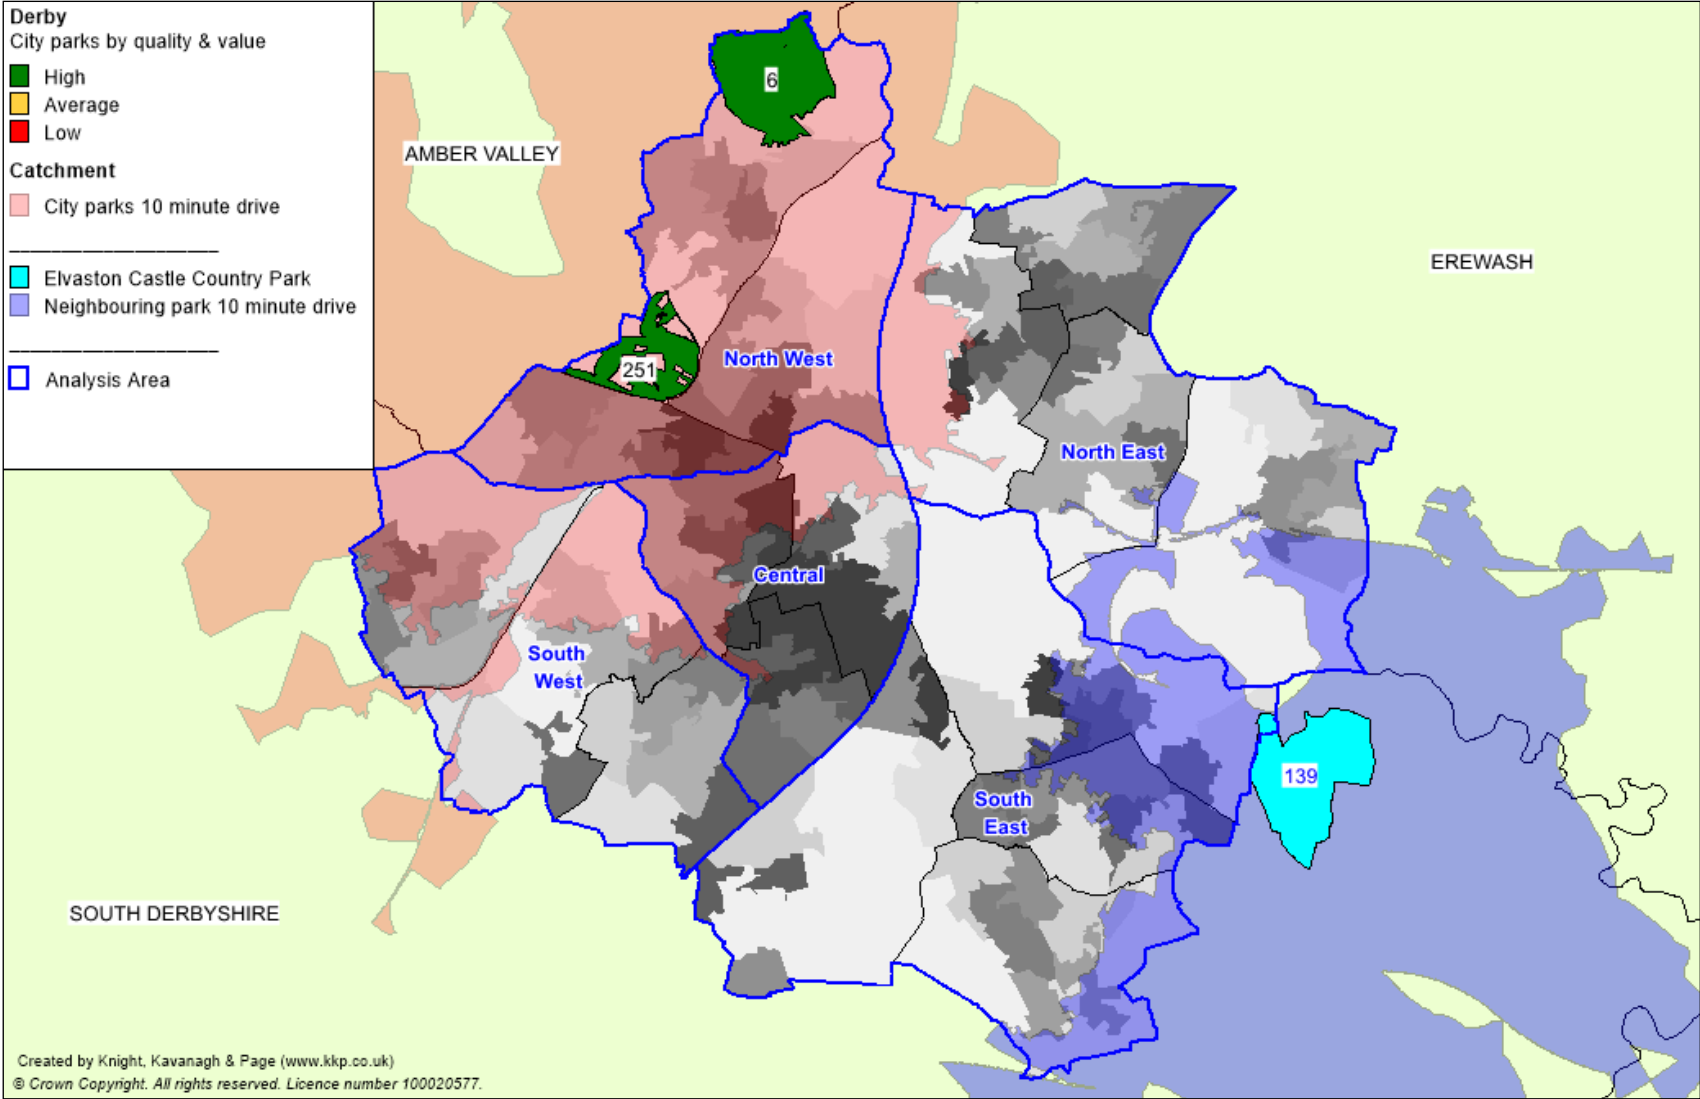 Derby
City parks by quality & value
High
Average
Low
Catchment
City parks 10 minute drive
Elvaston Castle Country Park
Neighbouring park 10 minute drive
Analysis Area
6
AMBER VALLEY
EREWASH
251
North West
North East
Central
South
West
139
South
East
SOUTH DERBYSHIRE
Created by Knight, Kavanagh & Page (www.kkp.co.uk)
© Crown Copyright. All rights reserved. Licence number 100020577.